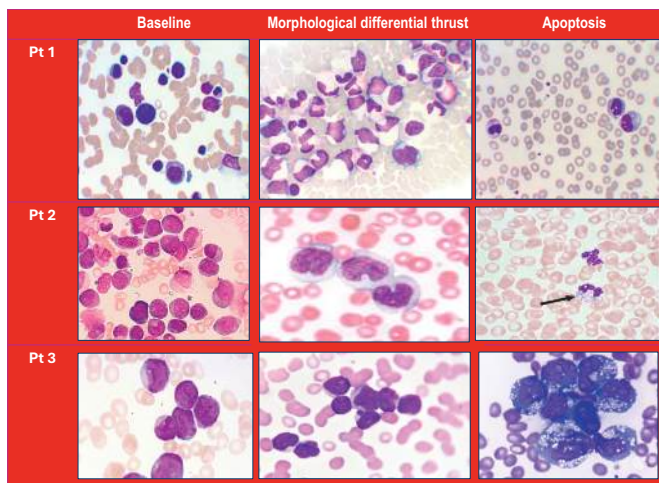 Baseline Morphological differential thrust Apoptosis
Pt 1
Pt 2
Pt 3